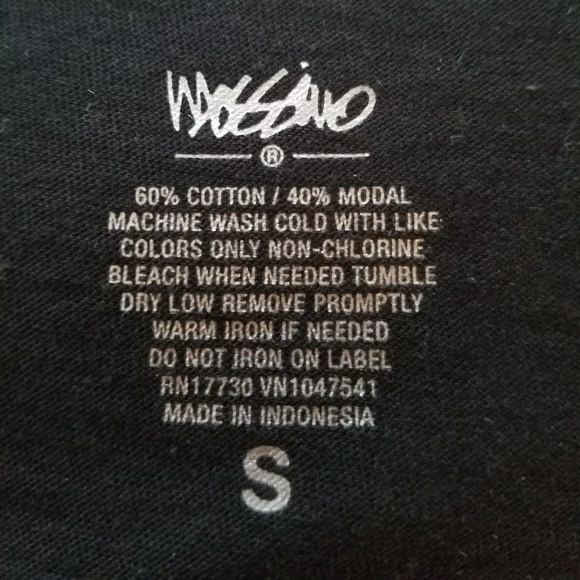 Mossimo
®
60% COTTON / 40% MODAL
MACHINE WASH COLD WITH LIKE
COLORS ONLY NON-CHLORINE
BLEACH WHEN NEEDED TUMBLE
DRY LOW REMOVE PROMPTLY
WARM IRON IF NEEDED
DO NOT IRON ON LABEL
RN17730 VN1047541
MADE IN INDONESIA
S